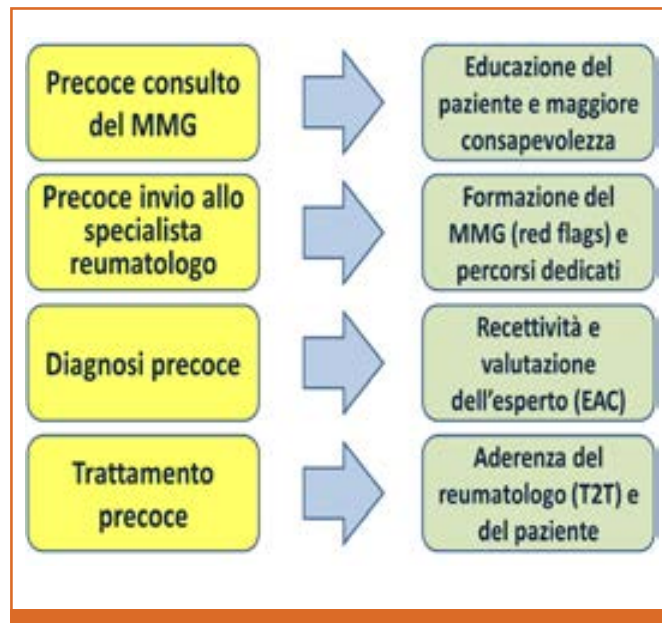 Precoce consulto
del MMG
Educazione del
paziente e maggiore
consapevolezza
Precoce invio allo
specialista
reumatologo
Formazione del
MMG (red flags) e
percorsi dedicati
Diagnosi precoce
Recettività e
valutazione
dell'esperto (EAC)
Trattamento
precoce
Aderenza del
reumatologo (T2T) e
del paziente